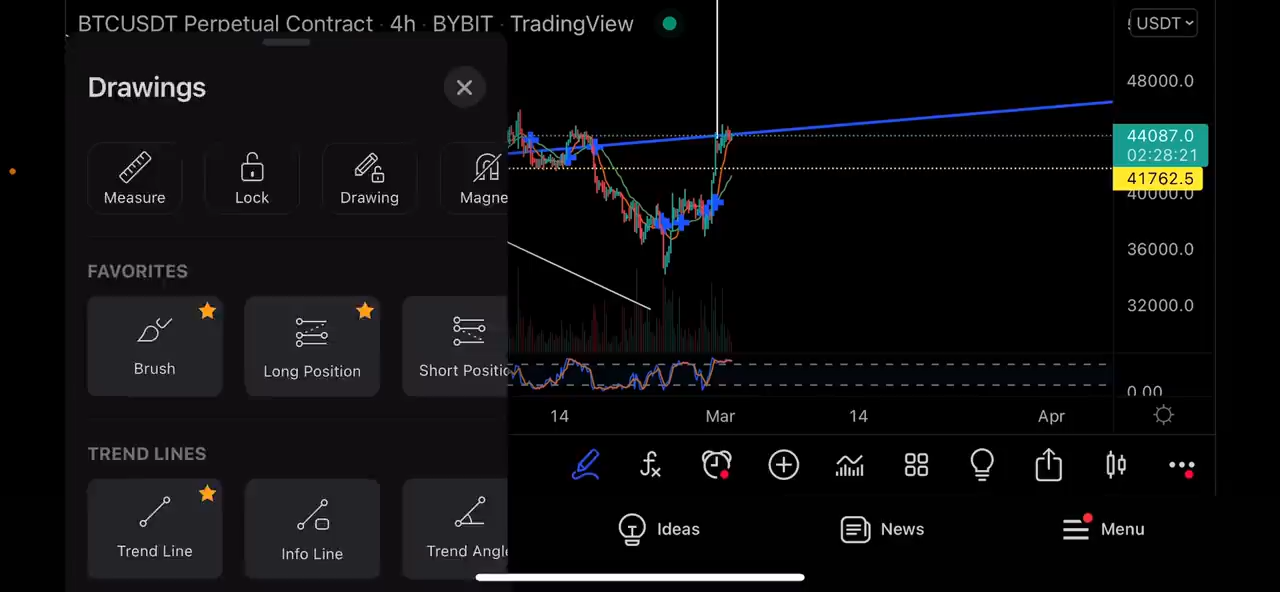 BTCUSDT Perpetual Contract · 4h · BYBIT · TradingView
USDT
Drawings
Measure
Lock
Drawing
Magne
FAVORITES
Brush
Long Position
Short Positio
TREND LINES
Trend Line
Info Line
Trend Angle
48000.0
44087.0
02:28:21
41762.5
40000.0
36000.0
32000.0
0.00
14
Mar
14
Apr
fx
Ideas
News
Menu